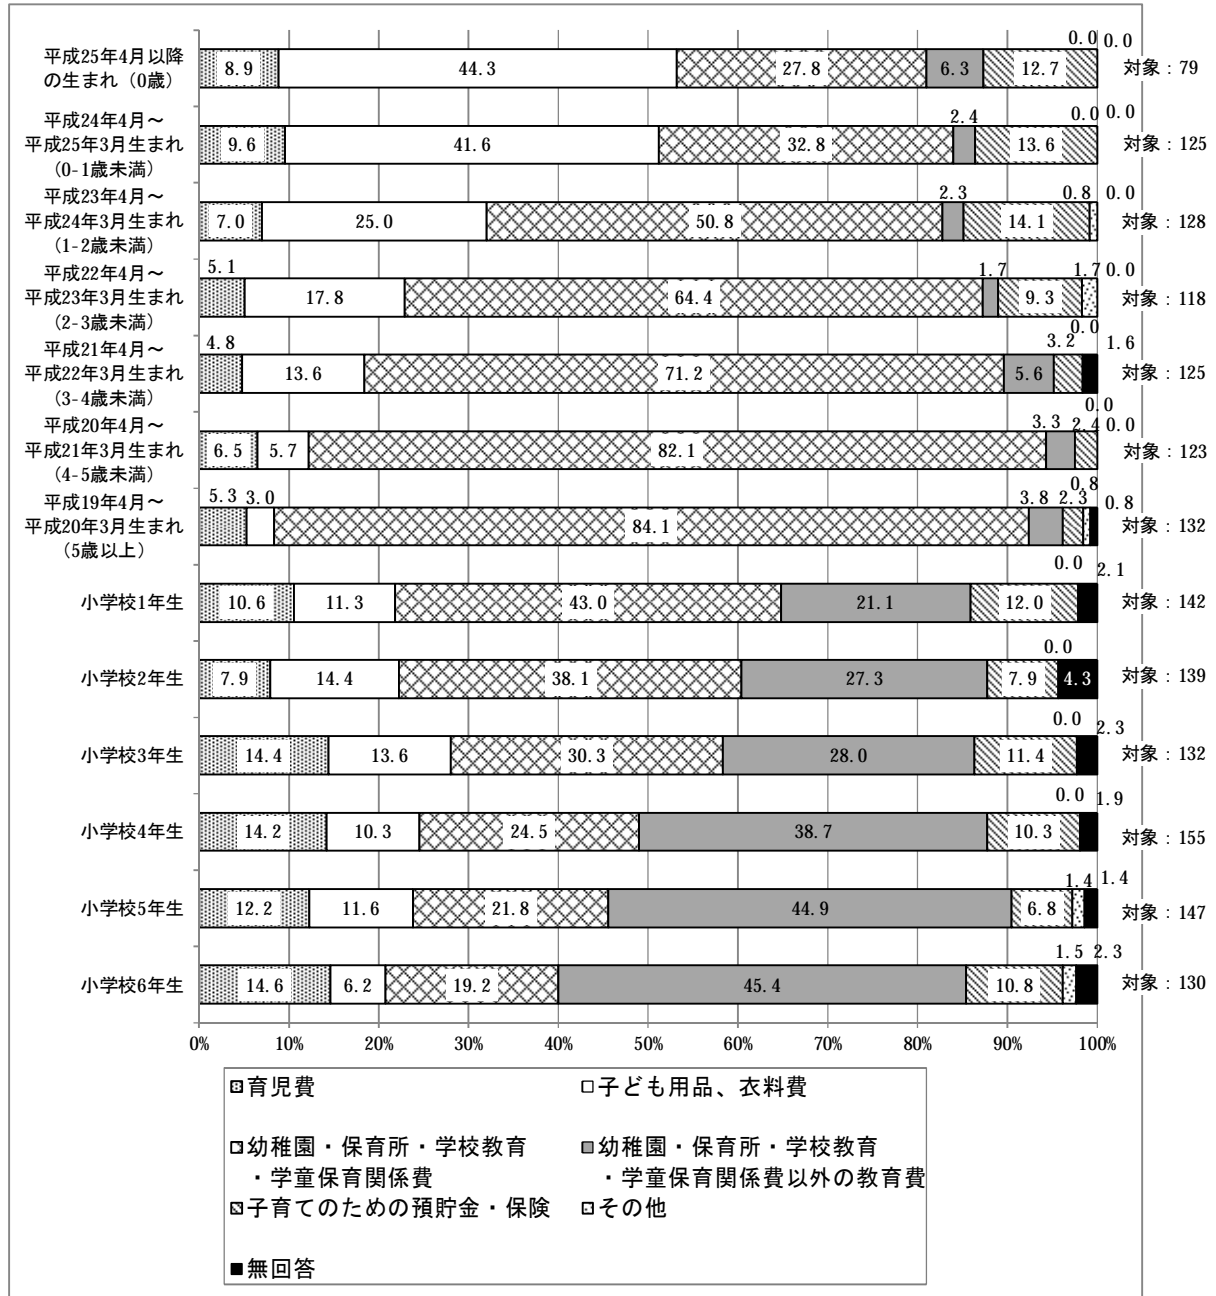 平成25年4月以降
の生まれ（0歳）
8.9 44.3 27.8 6.3 12.7 0.0 0.0 対象：79
平成24年4月～
平成25年3月生まれ
(0-1歳未満)
9.6 41.6 32.8 2.4 13.6 0.0 0.0 対象：125
平成23年4月～
平成24年3月生まれ
(1-2歳未満)
7.0 25.0 50.8 2.3 14.1 0.8 0.0 対象：128
平成22年4月～
平成23年3月生まれ
(2-3歳未満)
5.1 17.8 64.4 1.7 9.3 1.7 0.0 対象：118
平成21年4月～
平成22年3月生まれ
(3-4歳未満)
4.8 13.6 71.2 5.6 3.2 0.0 1.6 対象：125
平成20年4月～
平成21年3月生まれ
(4-5歳未満)
6.5 5.7 82.1 3.3 2.4 0.0 0.0 対象：123
平成19年4月～
平成20年3月生まれ
（5歳以上）
5.3 3.0 84.1 3.8 2.3 0.8 0.8 対象：132
小学校1年生
10.6 11.3 43.0 21.1 12.0 0.0 2.1 対象：142
小学校2年生
7.9 14.4 38.1 27.3 7.9 0.0 4.3 対象：139
小学校3年生
14.4 13.6 30.3 28.0 11.4 0.0 2.3 対象：132
小学校4年生
14.2 10.3 24.5 38.7 10.3 0.0 1.9 対象：155
小学校5年生
12.2 11.6 21.8 44.9 6.8 1.4 1.4 対象：147
小学校6年生
14.6 6.2 19.2 45.4 10.8 1.5 2.3 対象：130
0% 10% 20% 30% 40% 50% 60% 70% 80% 90% 100%
育児費
子ども用品、衣料費
幼稚園・保育所・学校教育
・学童保育関係費
幼稚園・保育所・学校教育
・学童保育関係費以外の教育費
子育てのための預貯金・保険
その他
無回答